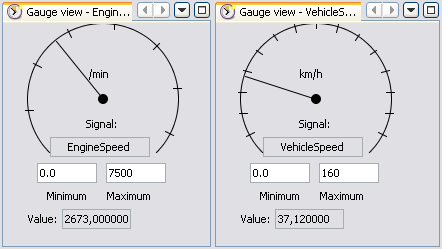 Gauge view - Engin...
/min
Signal:
EngineSpeed
0.0 7500
Minimum Maximum
Value: 2673,000000
Gauge view - VehicleS...
km/h
Signal:
VehicleSpeed
0.0 160
Minimum Maximum
Value: 37,120000